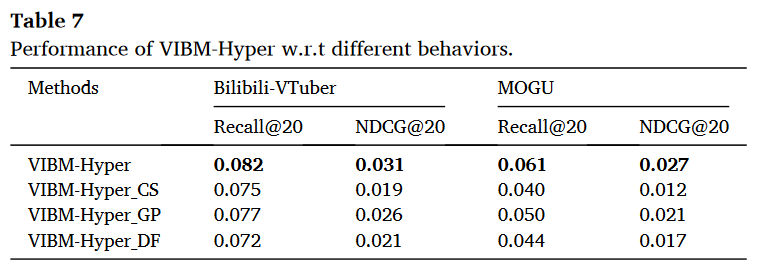 Table 7
Performance of VIBM-Hyper w.r.t different behaviors.
Methods Bilibili-VTuber MOGU
Recall@20 NDCG@20 Recall@20 NDCG@20
VIBM-Hyper 0.082 0.031 0.061 0.027
VIBM-Hyper_CS 0.075 0.019 0.040 0.012
VIBM-Hyper_GP 0.077 0.026 0.050 0.021
VIBM-Hyper_DF 0.072 0.021 0.044 0.017